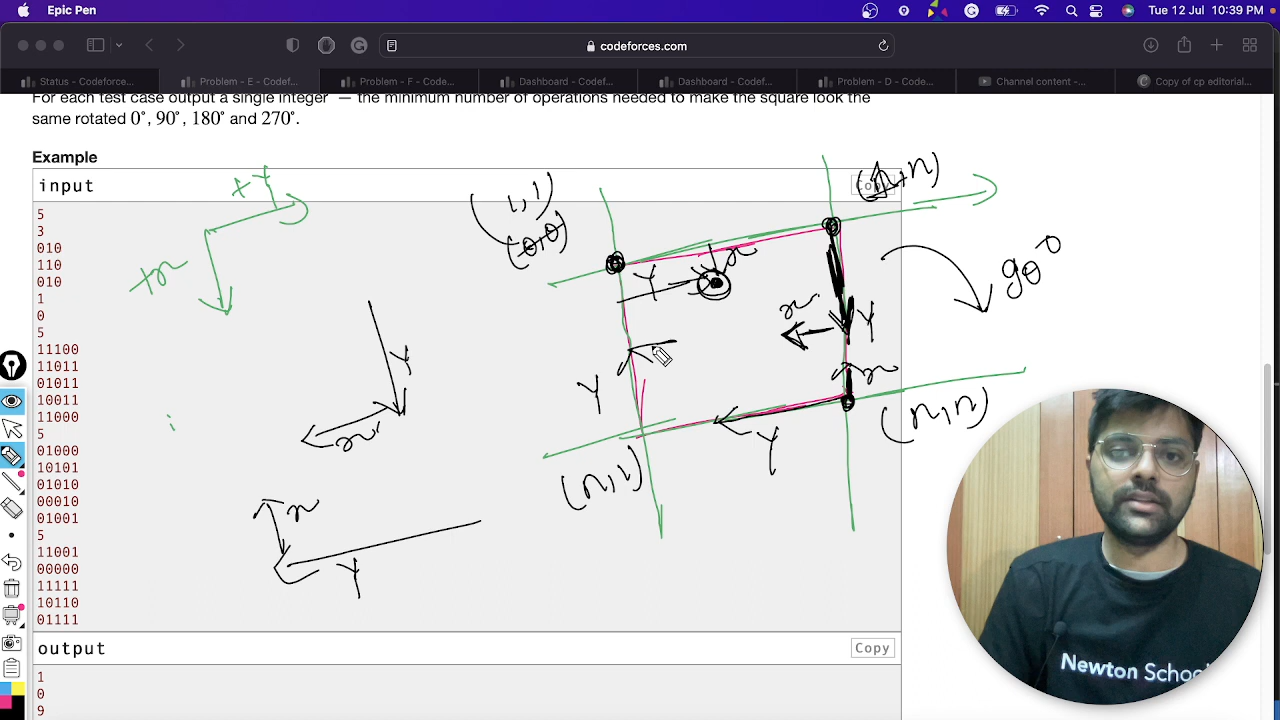 Epic Pen
Tue 12 Jul 10:39 PM
codeforces.com
Status - Codeforce...
Problem - E - Codef...
Problem - F - Code...
Dashboard - Codef...
Dashboard - Codef...
Problem - D - Codef...
Channel content -...
Copy of cp editorial...
For each test case output a single integer — the minimum number of operations needed to make the square look the
same rotated 0°, 90°, 180° and 270°.
Example
input
Copy
5
3
010
110
010
1
0
5
11100
11011
01011
10011
11000
5
01000
10101
01010
00010
01001
5
11001
00000
11111
10110
01111
output
Copy
1
0
9
+Y
+x
(1,1)
(0,0)
90°
Y
x
x
Y
Y
x
Y
(n,n)
Y
x
x
Y
Newton School